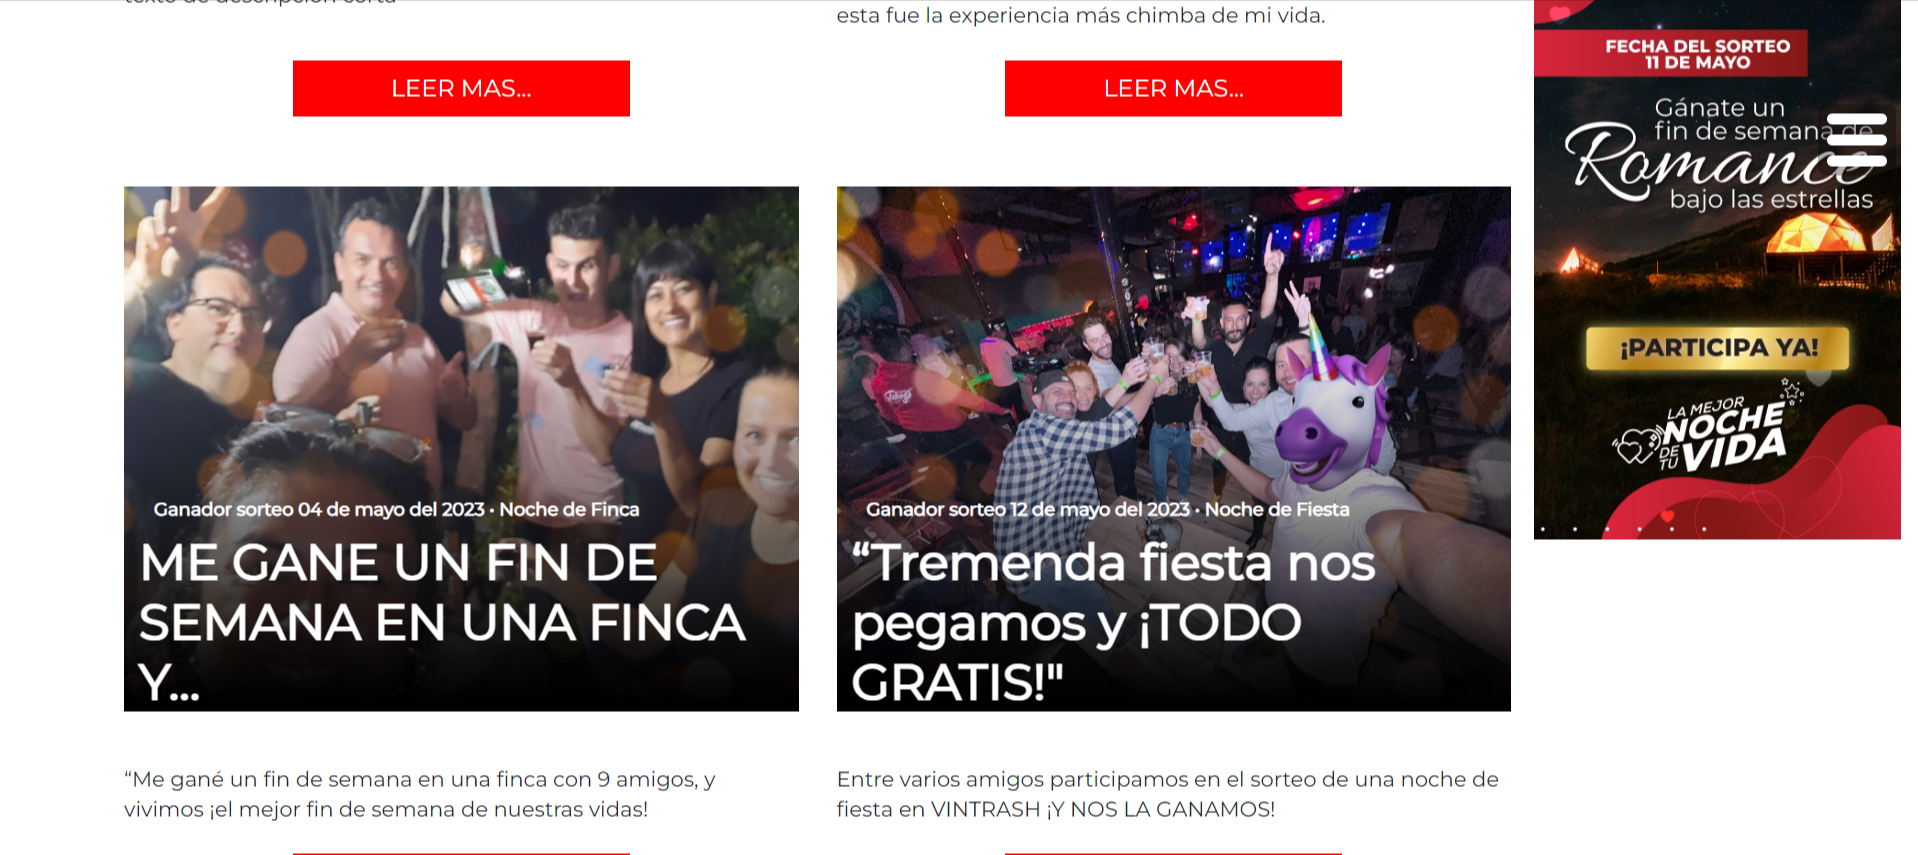 texto de descripción corta
esta fue la experiencia más chimba de mi vida.
LEER MAS...
LEER MAS...
Ganador sorteo 04 de mayo del 2023 • Noche de Finca
ME GANE UN FIN DE
SEMANA EN UNA FINCA
Y...
“Me gané un fin de semana en una finca con 9 amigos, y
vivimos ¡el mejor fin de semana de nuestras vidas!
Ganador sorteo 12 de mayo del 2023 • Noche de Fiesta
“Tremenda fiesta nos
pegamos y ¡TODO
GRATIS!"
Entre varios amigos participamos en el sorteo de una noche de
fiesta en VINTRASH ¡Y NOS LA GANAMOS!
FECHA DEL SORTEO
11 DE MAYO
Gánate un
fin de semana de
Romance
bajo las estrellas
¡PARTICIPA YA!
LA MEJOR
NOCHE
DE TU
VIDA